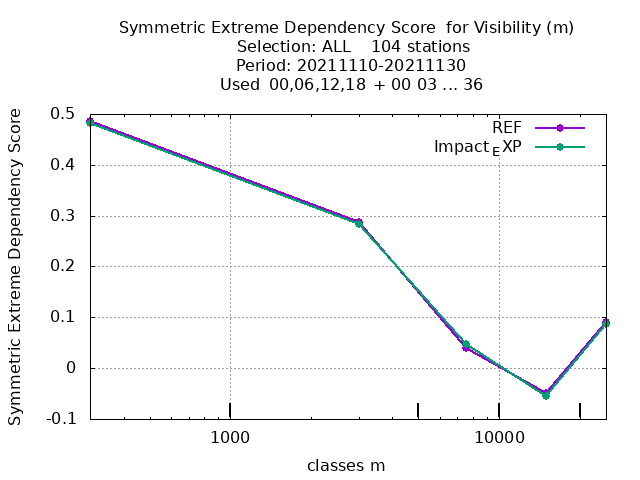 Symmetric Extreme Dependency Score for Visibility (m)
Selection: ALL 104 stations
Period: 20211110-20211130
Used 00,06,12,18 + 00 03 ... 36
Symmetric Extreme Dependency Score
0.5
0.4
0.3
0.2
0.1
0
-0.1
REF
Impact_EXP
1000
10000
classes m